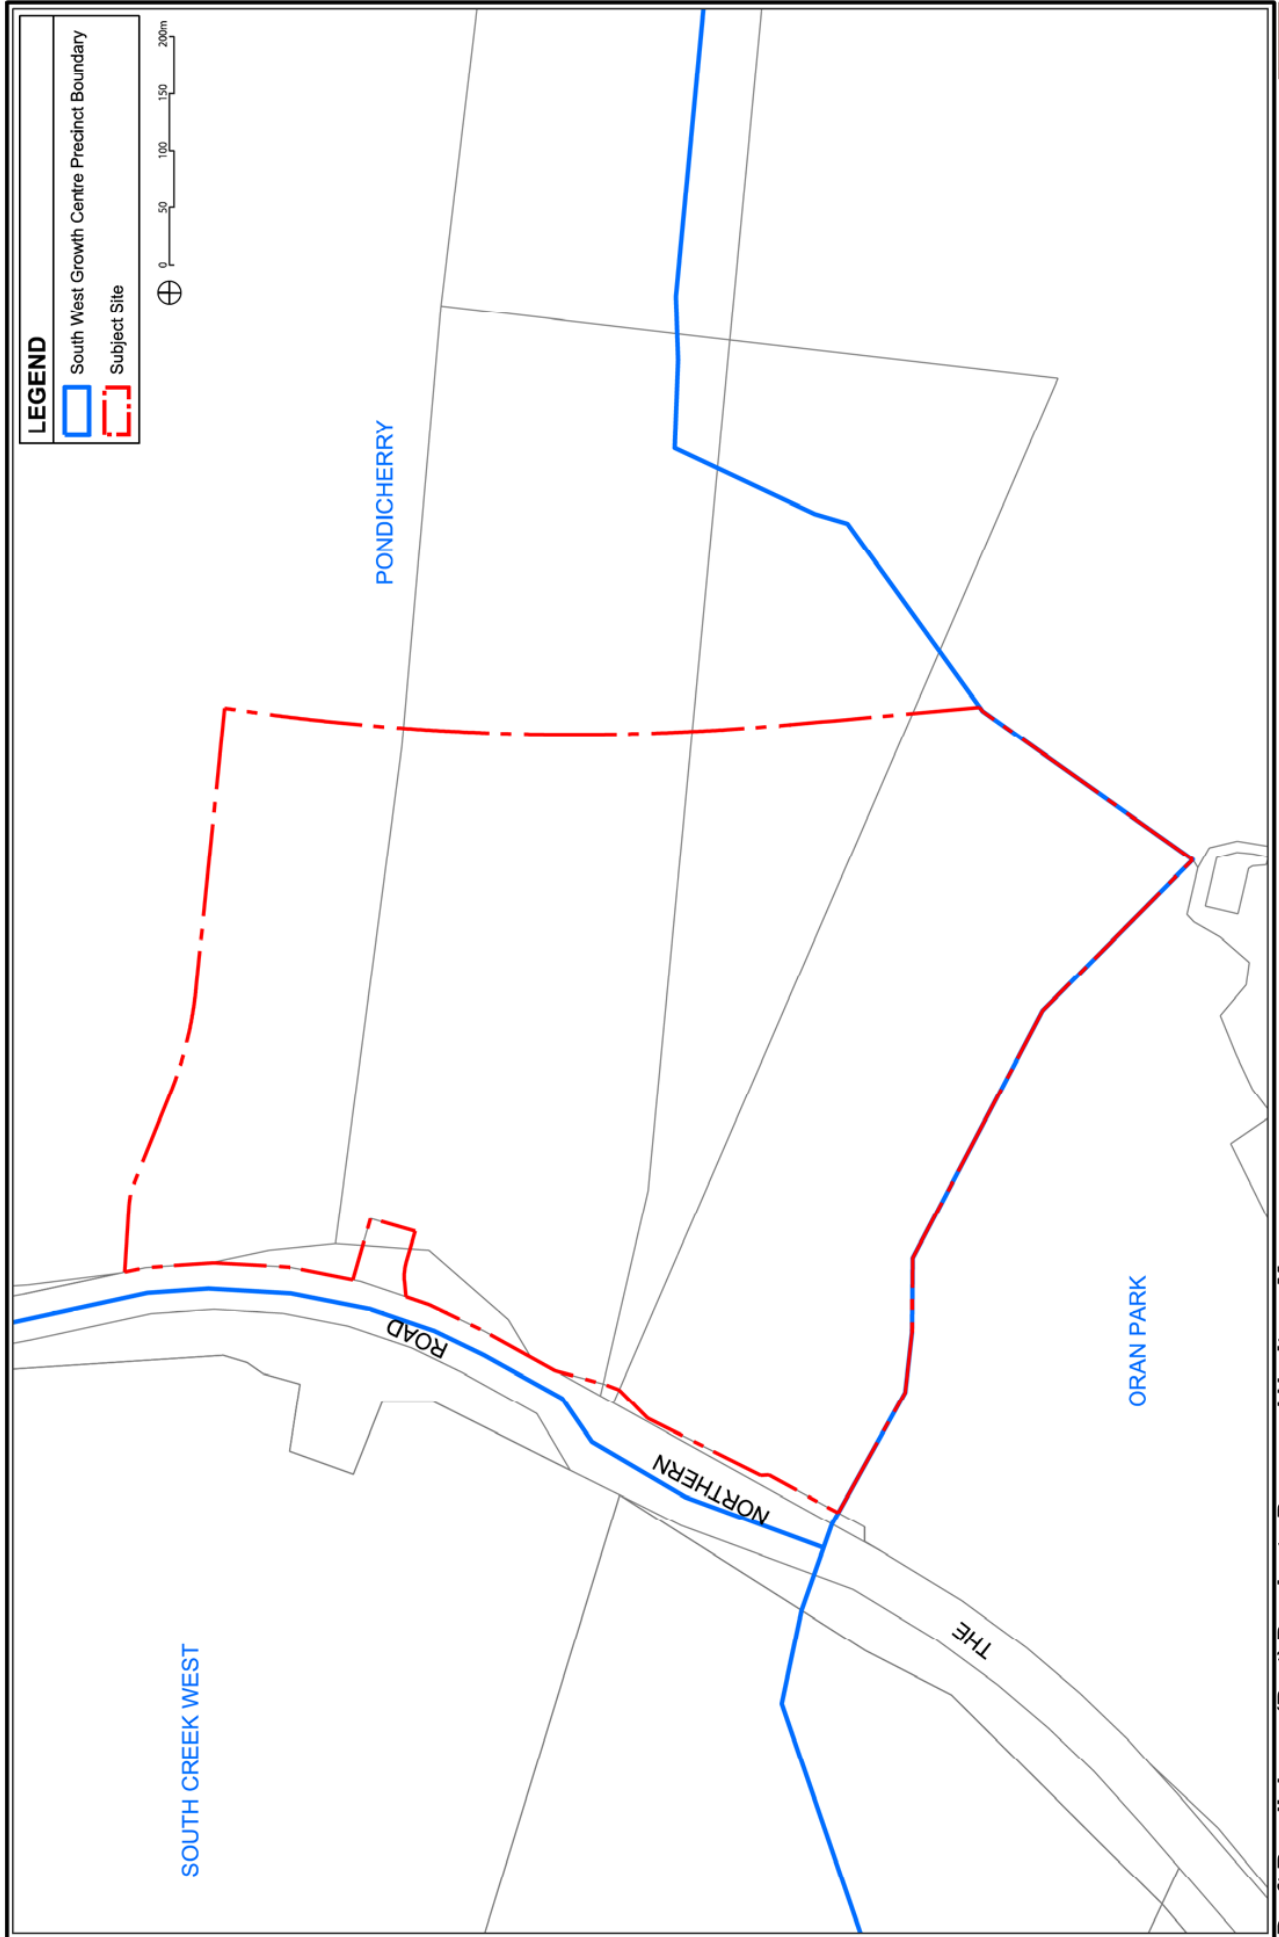 LEGEND
South West Growth Centre Precinct Boundary
Subject Site
0 50 100 150 200m
PONDICHERRY
SOUTH CREEK WEST
ORAN PARK
THE
NORTHERN
ROAD